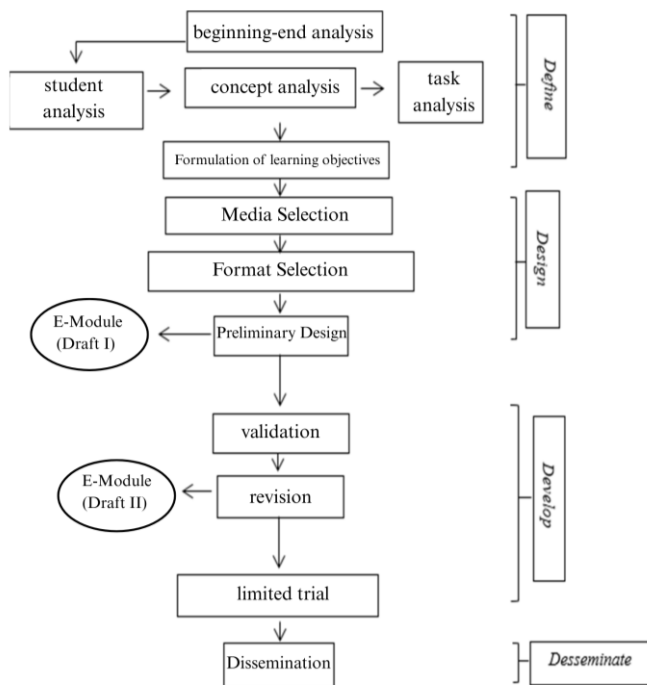 beginning-end analysis
Define
student
analysis
concept analysis
task
analysis
Formulation of learning objectives
Media Selection
Design
Format Selection
E-Module
(Draft I)
Preliminary Design
validation
Develop
E-Module
(Draft II)
revision
limited trial
Dissemination
Desseminate